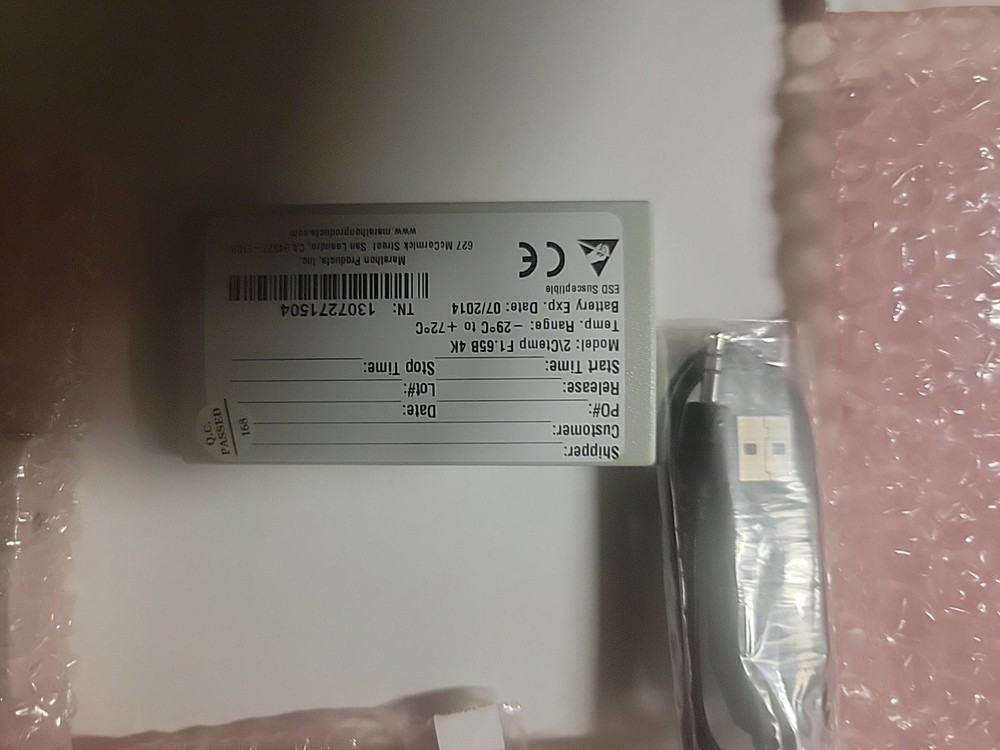 Shipper:
Customer:
PO#: Date:
Release: Lot#:
Start Time: Stop Time:
Model: 2\Ctemp F1.65B 4K
Temp. Range: -29°C to +72°C
Battery Exp. Date: 07/2014 TN: 1307271504
ESD Susceptible
CE
Marathon Products, Inc.
627 McCormick Street San Leandro, CA
www.marathonproducts.com
Q.C.
PASSED
168